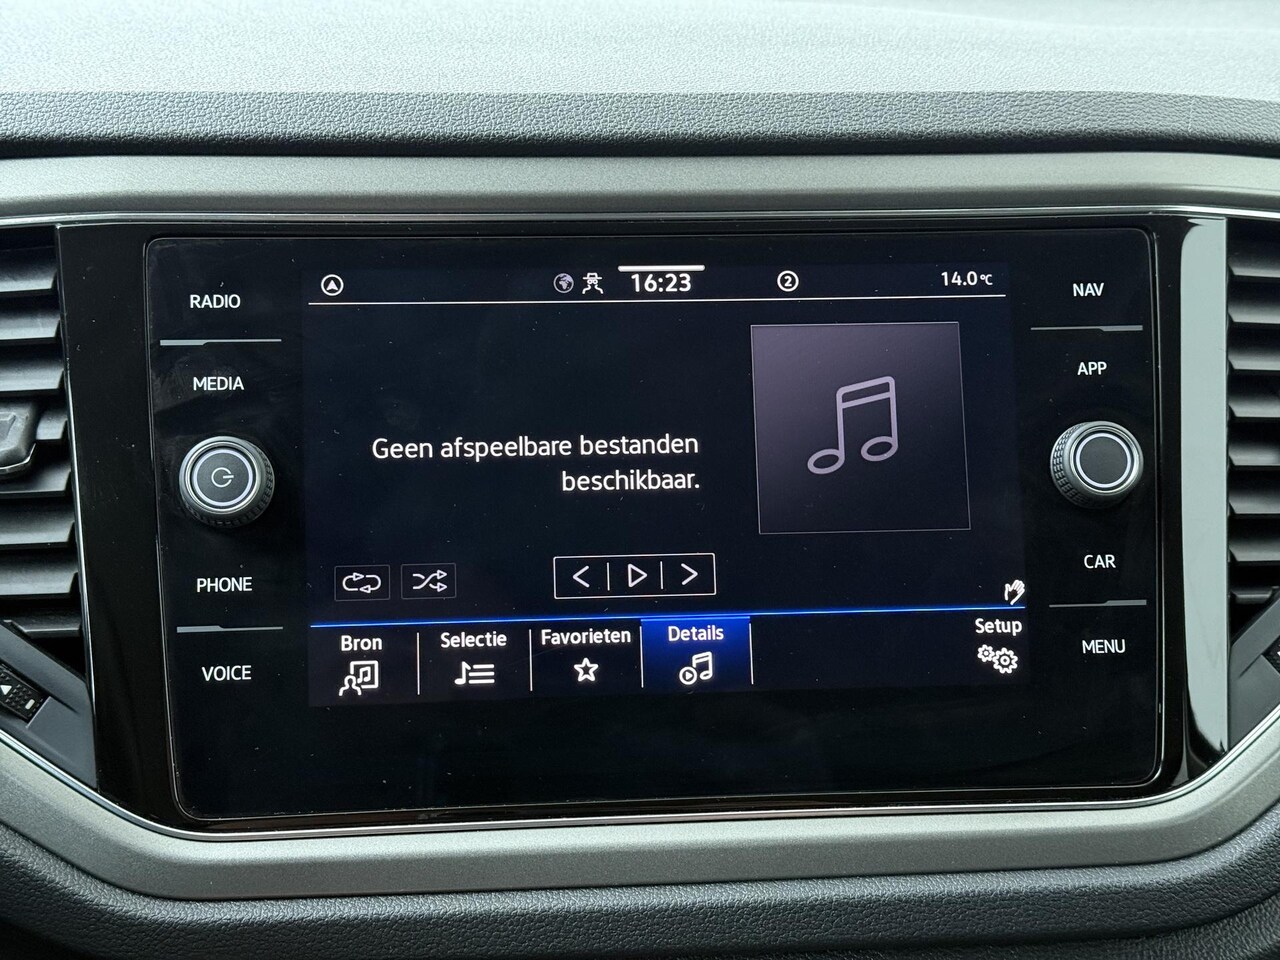 16:23
2
14.0°C
RADIO
MEDIA
PHONE
VOICE
Geen afspeelbare bestanden
beschikbaar.
Bron
Selectie
Favorieten
Details
Setup
NAV
APP
CAR
MENU